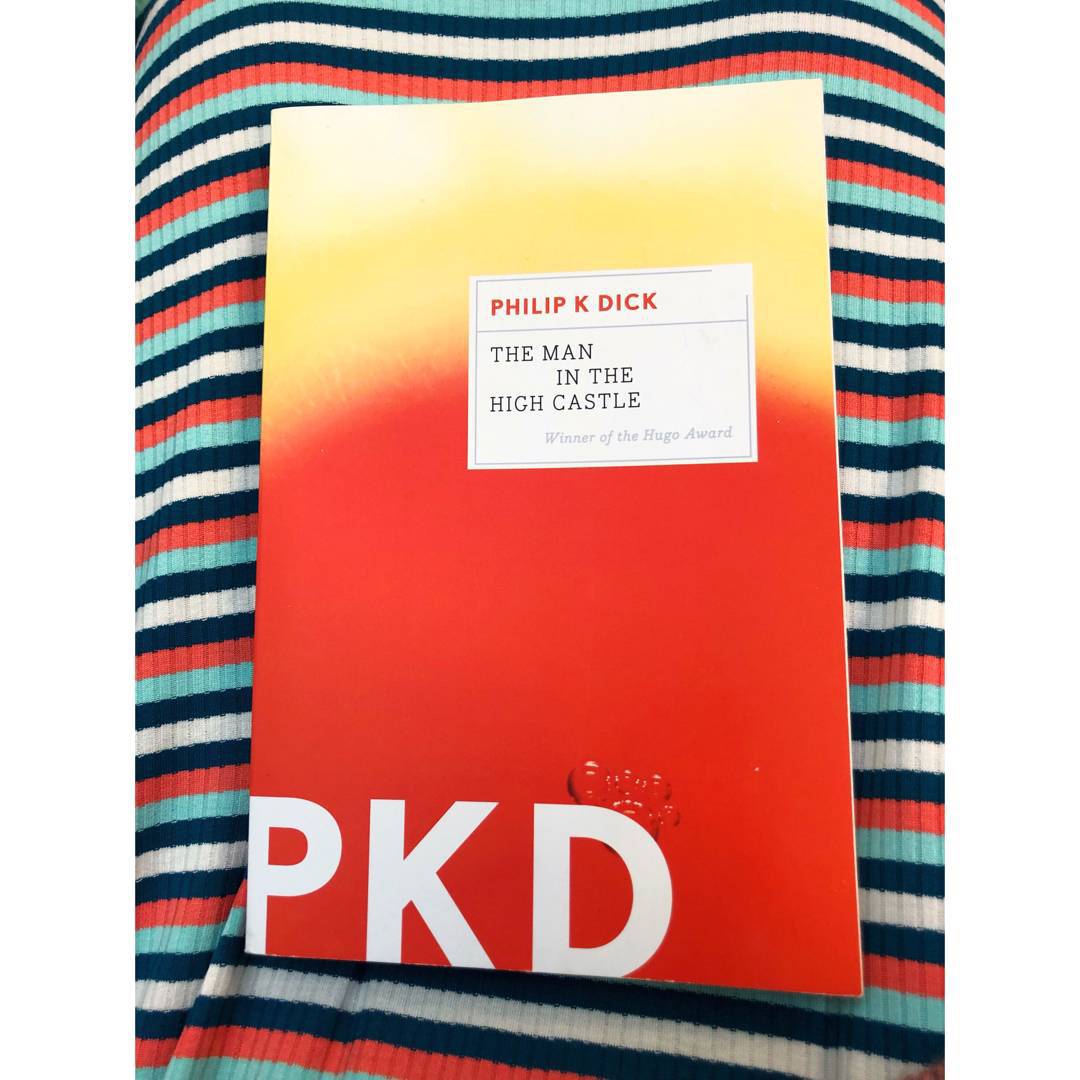 PHILIP K DICK
THE MAN
IN THE
HIGH CASTLE
Winner of the Hugo Award
PKD